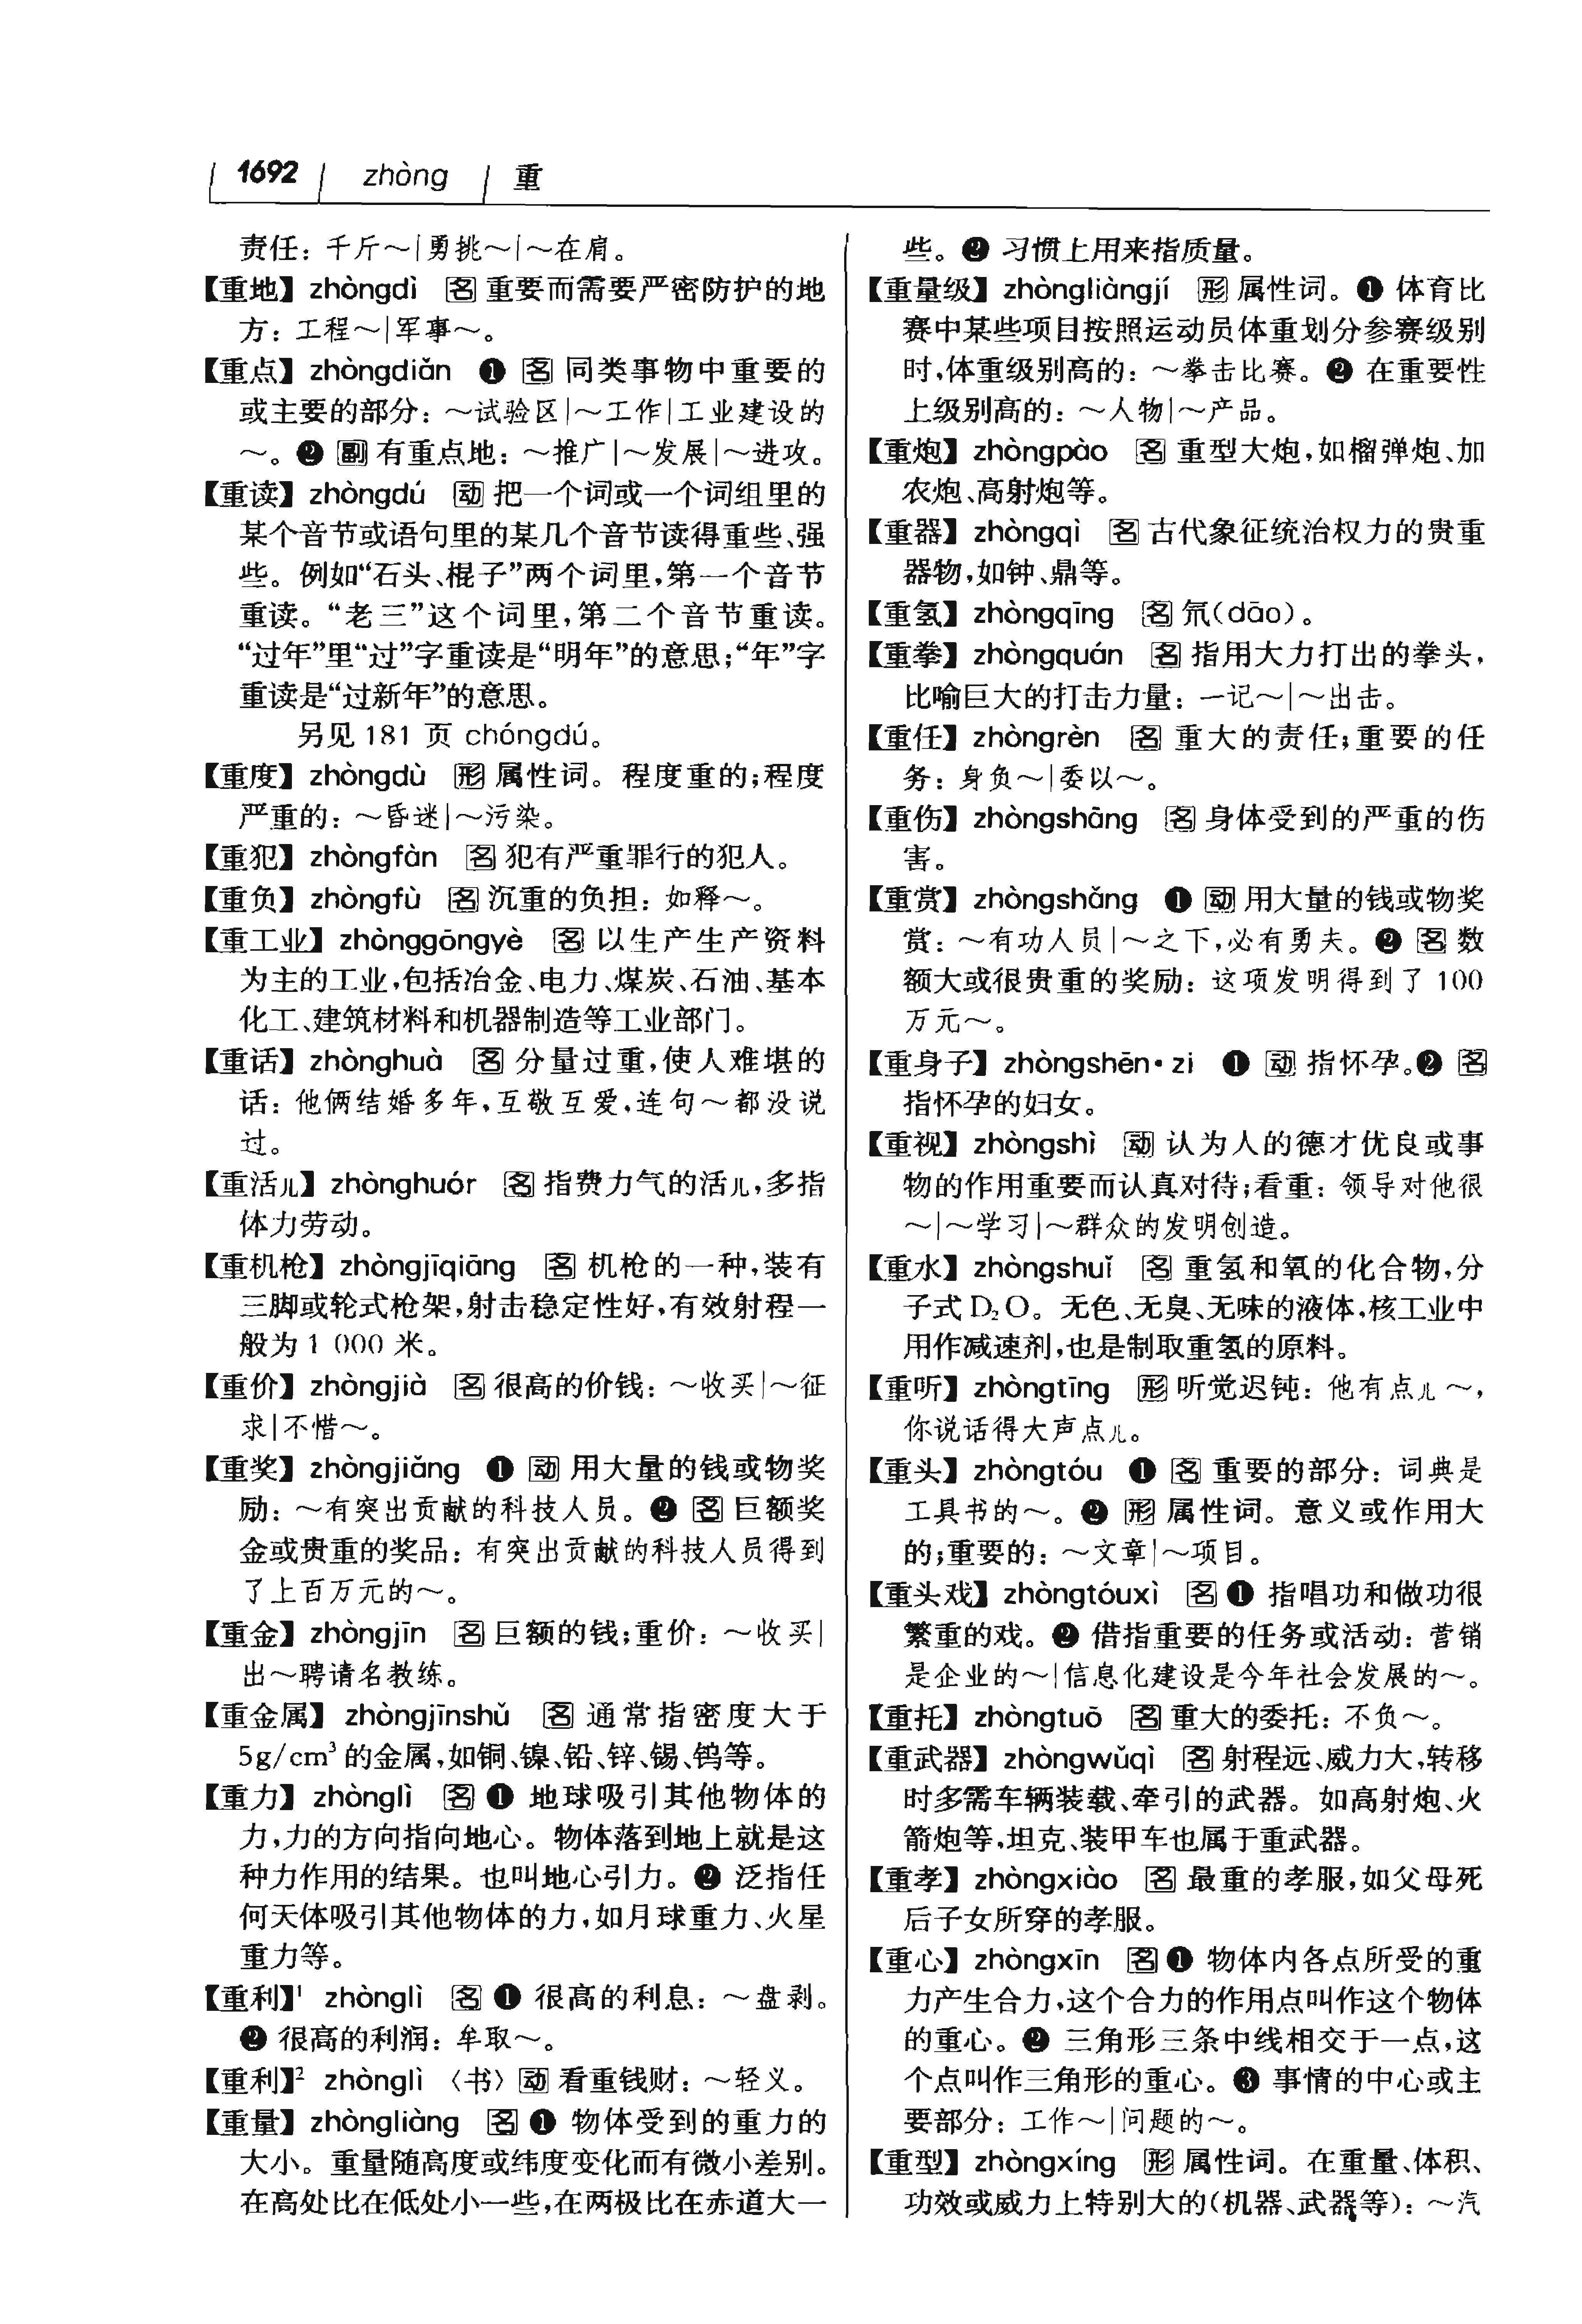 1692 zhòng 重
责任：千斤～|勇挑～|～在肩。
【重地】zhòngdì 名 重要而需要严密防护的地
方：工程～|军事～。
【重点】zhòngdiǎn ❶ 名 同类事物中重要的
或主要的部分：～试验区|～工作|工业建设的
～。❷ 副 有重点地：～推广|～发展|～进攻。
【重读】zhòngdú 动 把一个词或一个词组里的
某个音节或语句里的某几个音节读得重些、强
些。例如“石头、棍子”两个词里，第一个音节
重读。“老三”这个词里，第二个音节重读。
“过年”里“过”字重读是“明年”的意思；“年”字
重读是“过新年”的意思。
另见 181 页 chóngdú。
【重度】zhòngdù 形 属性词。程度重的；程度
严重的：～昏迷|～污染。
【重犯】zhòngfàn 名 犯有严重罪行的犯人。
【重负】zhòngfù 名 沉重的负担：如释～。
【重工业】zhònggōngyè 名 以生产生产资料
为主的工业，包括冶金、电力、煤炭、石油、基本
化工、建筑材料和机器制造等工业部门。
【重话】zhònghuà 名 分量过重，使人难堪的
话：他俩结婚多年，互敬互爱，连句～都没说
过。
【重活儿】zhònghuór 名 指费力气的活儿，多指
体力劳动。
【重机枪】zhòngjīqiāng 名 机枪的一种，装有
三脚或轮式枪架，射击稳定性好，有效射程一
般为 1 000 米。
【重价】zhòngjià 名 很高的价钱：～收买|～征
求|不惜～。
【重奖】zhòngjiǎng ❶ 动 用大量的钱或物奖
励：～有突出贡献的科技人员。❷ 名 巨额奖
金或贵重的奖品：有突出贡献的科技人员得到
了上百万元的～。
【重金】zhòngjīn 名 巨额的钱；重价：～收买|
出～聘请名教练。
【重金属】zhòngjīnshǔ 名 通常指密度大于
5g/cm³ 的金属，如铜、镍、铅、锌、锡、钨等。
【重力】zhònglì 名 ❶ 地球吸引其他物体的
力，力的方向指向地心。物体落到地上就是这
种力作用的结果。也叫地心引力。❷ 泛指任
何天体吸引其他物体的力，如月球重力、火星
重力等。
【重利】¹ zhònglì 名 ❶ 很高的利息：～盘剥。
❷ 很高的利润：牟取～。
【重利】² zhònglì 〈书〉 动 看重钱财：～轻义。
【重量】zhòngliàng 名 ❶ 物体受到的重力的
大小。重量随高度或纬度变化而有微小差别。
在高处比在低处小一些，在两极比在赤道大一
些。❷ 习惯上用来指质量。
【重量级】zhòngliàngjí 形 属性词。❶ 体育比
赛中某些项目按照运动员体重划分参赛级别
时，体重级别高的：～拳击比赛。❷ 在重要性
上级别高的：～人物|～产品。
【重炮】zhòngpào 名 重型大炮，如榴弹炮、加
农炮、高射炮等。
【重器】zhòngqì 名 古代象征统治权力的贵重
器物，如钟、鼎等。
【重氢】zhòngqīng 名 氘(dāo)。
【重拳】zhòngquán 名 指用大力打出的拳头，
比喻巨大的打击力量：一记～|～出击。
【重任】zhòngrèn 名 重大的责任；重要的任
务：身负～|委以～。
【重伤】zhòngshāng 名 身体受到的严重的伤
害。
【重赏】zhòngshǎng ❶ 动 用大量的钱或物奖
赏：～有功人员|～之下，必有勇夫。❷ 名 数
额大或很贵重的奖励：这项发明得到了 100
万元～。
【重身子】zhòngshēn·zi ❶ 动 指怀孕。❷ 名
指怀孕的妇女。
【重视】zhòngshì 动 认为人的德才优良或事
物的作用重要而认真对待；看重：领导对他很
～|～学习|～群众的发明创造。
【重水】zhòngshuǐ 名 重氢和氧的化合物，分
子式 D₂O。无色、无臭、无味的液体，核工业中
用作减速剂，也是制取重氢的原料。
【重听】zhòngtīng 形 听觉迟钝：他有点儿～，
你说话得大声点儿。
【重头】zhòngtóu ❶ 名 重要的部分：词典是
工具书的～。❷ 形 属性词。意义或作用大
的；重要的：～文章|～项目。
【重头戏】zhòngtóuxì 名 ❶ 指唱功和做功很
繁重的戏。❷ 借指重要的任务或活动：营销
是企业的～|信息化建设是今年社会发展的～。
【重托】zhòngtuō 名 重大的委托：不负～。
【重武器】zhòngwǔqì 名 射程远、威力大，转移
时多需车辆装载、牵引的武器。如高射炮、火
箭炮等，坦克、装甲车也属于重武器。
【重孝】zhòngxiào 名 最重的孝服，如父母死
后子女所穿的孝服。
【重心】zhòngxīn 名 ❶ 物体内各点所受的重
力产生合力，这个合力的作用点叫作这个物体
的重心。❷ 三角形三条中线相交于一点，这
个点叫作三角形的重心。❸ 事情的中心或主
要部分：工作～|问题的～。
【重型】zhòngxíng 形 属性词。在重量、体积、
功效或威力上特别大的（机器、武器等）：～汽